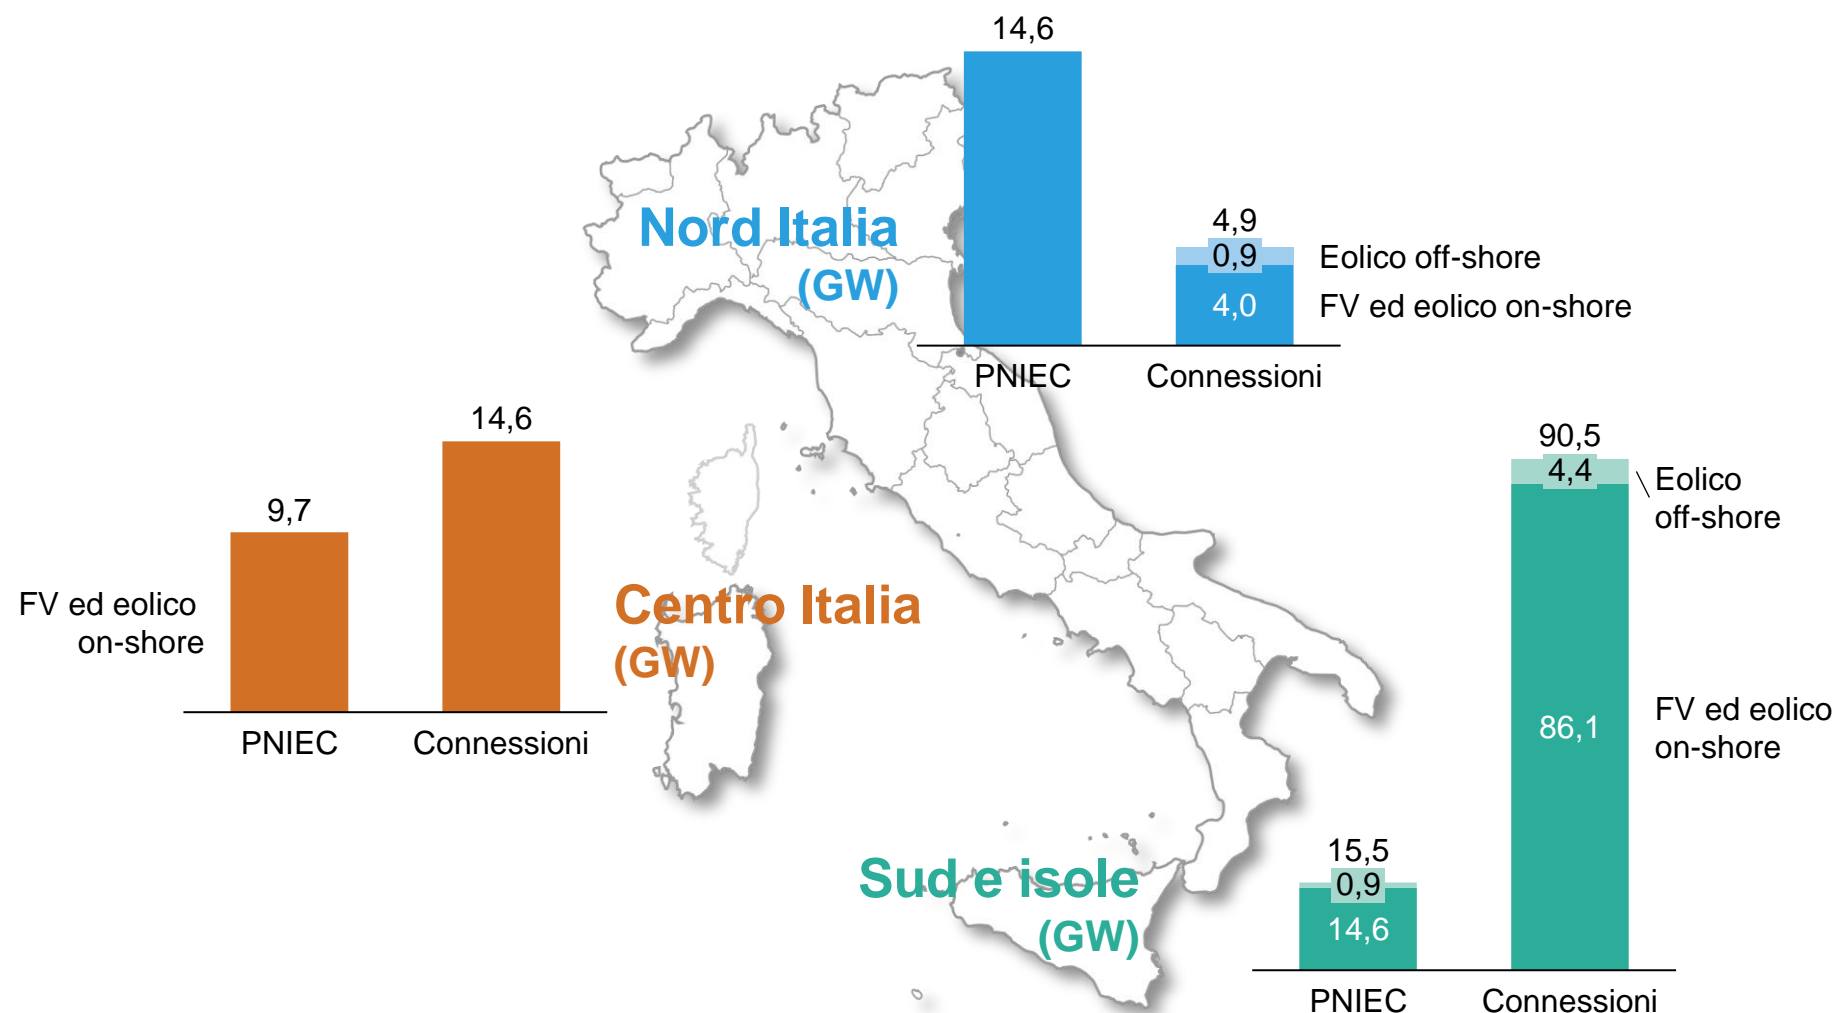 14,6
Nord Italia
(GW)
4,9
0,9
Eolico off-shore
4,0
FV ed eolico on-shore
PNIEC
Connessioni
9,7
14,6
FV ed eolico
on-shore
PNIEC
Connessioni
Centro Italia
(GW)
90,5
4,4
Eolico
off-shore
86,1
FV ed eolico
on-shore
Sud e isole
(GW)
15,5
0,9
14,6
PNIEC
Connessioni